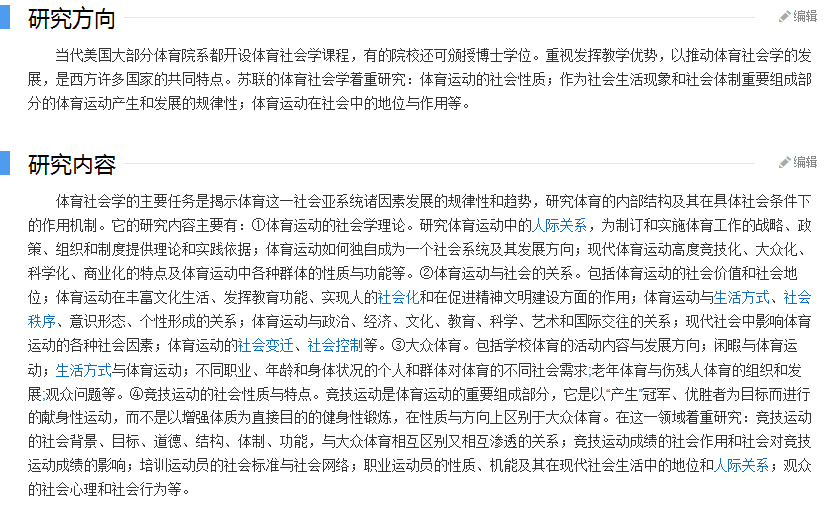 研究方向
编辑
当代美国大部分体育院系都开设体育社会学课程，有的院校还可颁授博士学位。重视发挥教学优势，以推动体育社会学的发
展，是西方许多国家的共同特点。苏联的体育社会学着重研究：体育运动的社会性质；作为社会生活现象和社会体制重要组成部
分的体育运动产生和发展的规律性；体育运动在社会中的地位与作用等。
研究内容
编辑
体育社会学的主要任务是揭示体育这一社会亚系统诸因素发展的规律性和趋势，研究体育的内部结构及其在具体社会条件下
的作用机制。它的研究内容主要有：①体育运动的社会学理论。研究体育运动中的人际关系，为制订和实施体育工作的战略、政
策、组织和制度提供理论和实践依据；体育运动如何独自成为一个社会系统及其发展方向；现代体育运动高度竞技化、大众化、
科学化、商业化的特点及体育运动中各种群体的性质与功能等。②体育运动与社会的关系。包括体育运动的社会价值和社会地
位；体育运动在丰富文化生活、发挥教育功能、实现人的社会化和在促进精神文明建设方面的作用；体育运动与生活方式、社会
秩序、意识形态、个性形成的关系；体育运动与政治、经济、文化、教育、科学、艺术和国际交往的关系；现代社会中影响体育
运动的各种社会因素；体育运动的社会变迁、社会控制等。③大众体育。包括学校体育的活动内容与发展方向；闲暇与体育运
动；生活方式与体育运动；不同职业、年龄和身体状况的个人和群体对体育的不同社会需求;老年体育与伤残人体育的组织和发
展;观众问题等。④竞技运动的社会性质与特点。竞技运动是体育运动的重要组成部分，它是以“产生”冠军、优胜者为目标而进行
的献身性运动，而不是以增强体质为直接目的的健身性锻炼，在性质与方向上区别于大众体育。在这一领域着重研究：竞技运动
的社会背景、目标、道德、结构、体制、功能，与大众体育相互区别又相互渗透的关系；竞技运动成绩的社会作用和社会对竞技
运动成绩的影响；培训运动员的社会标准与社会网络；职业运动员的性质、机能及其在现代社会生活中的地位和人际关系；观众
的社会心理和社会行为等。